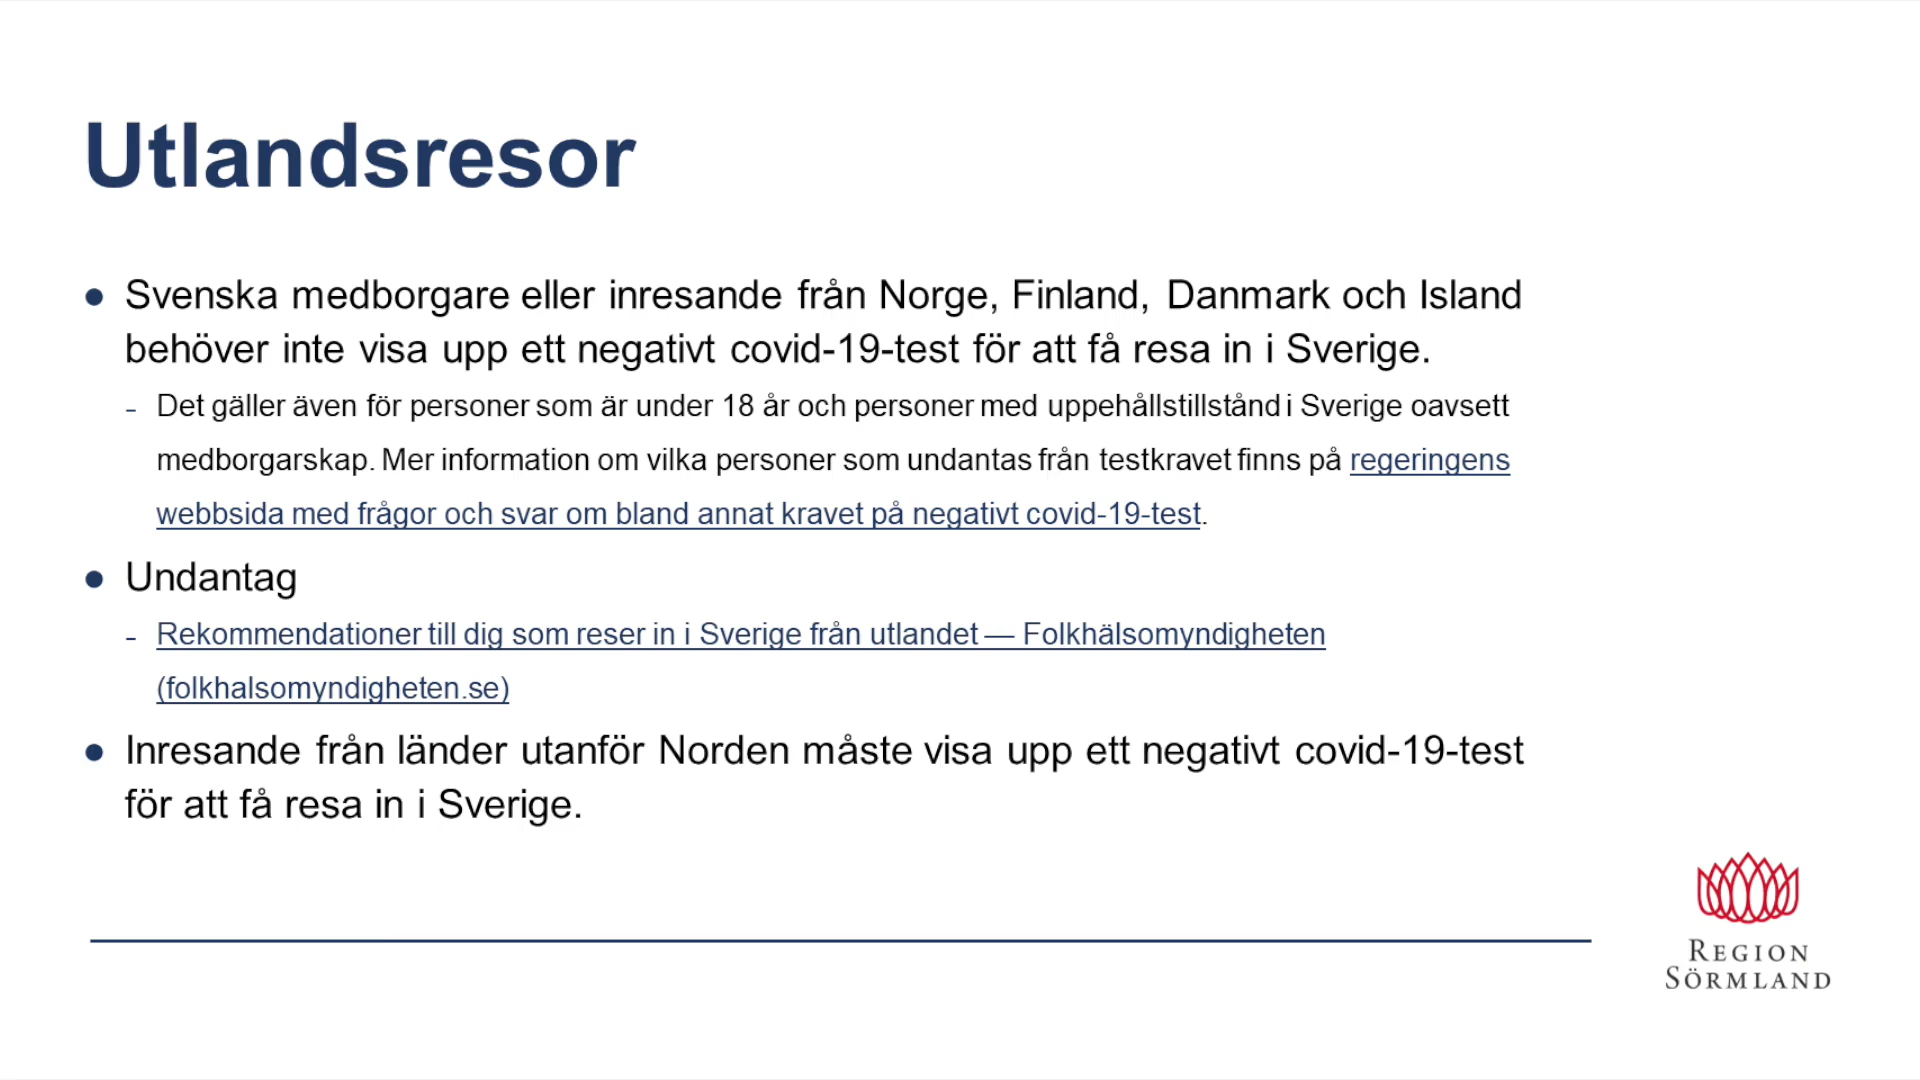 Utlandsresor
● Svenska medborgare eller inresande från Norge, Finland, Danmark och Island
behöver inte visa upp ett negativt covid-19-test för att få resa in i Sverige.
- Det gäller även för personer som är under 18 år och personer med uppehållstillstånd i Sverige oavsett
medborgarskap. Mer information om vilka personer som undantas från testkravet finns på regeringens
webbsida med frågor och svar om bland annat kravet på negativt covid-19-test.
● Undantag
- Rekommendationer till dig som reser in i Sverige från utlandet — Folkhälsomyndigheten
(folkhalsomyndigheten.se)
● Inresande från länder utanför Norden måste visa upp ett negativt covid-19-test
för att få resa in i Sverige.
REGION
SÖRMLAND